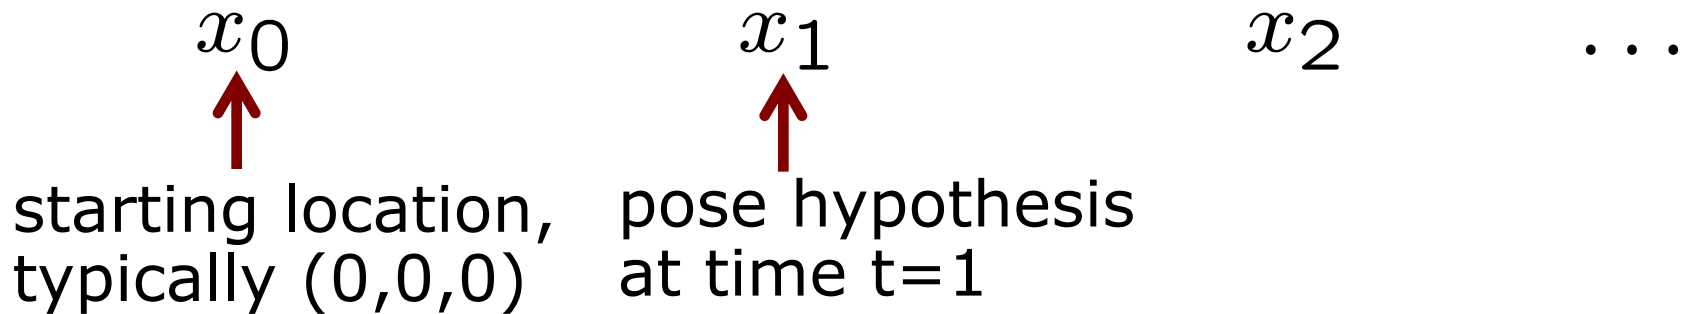 x₀ x₁ x₂ ...
starting location, pose hypothesis
typically (0,0,0) at time t=1